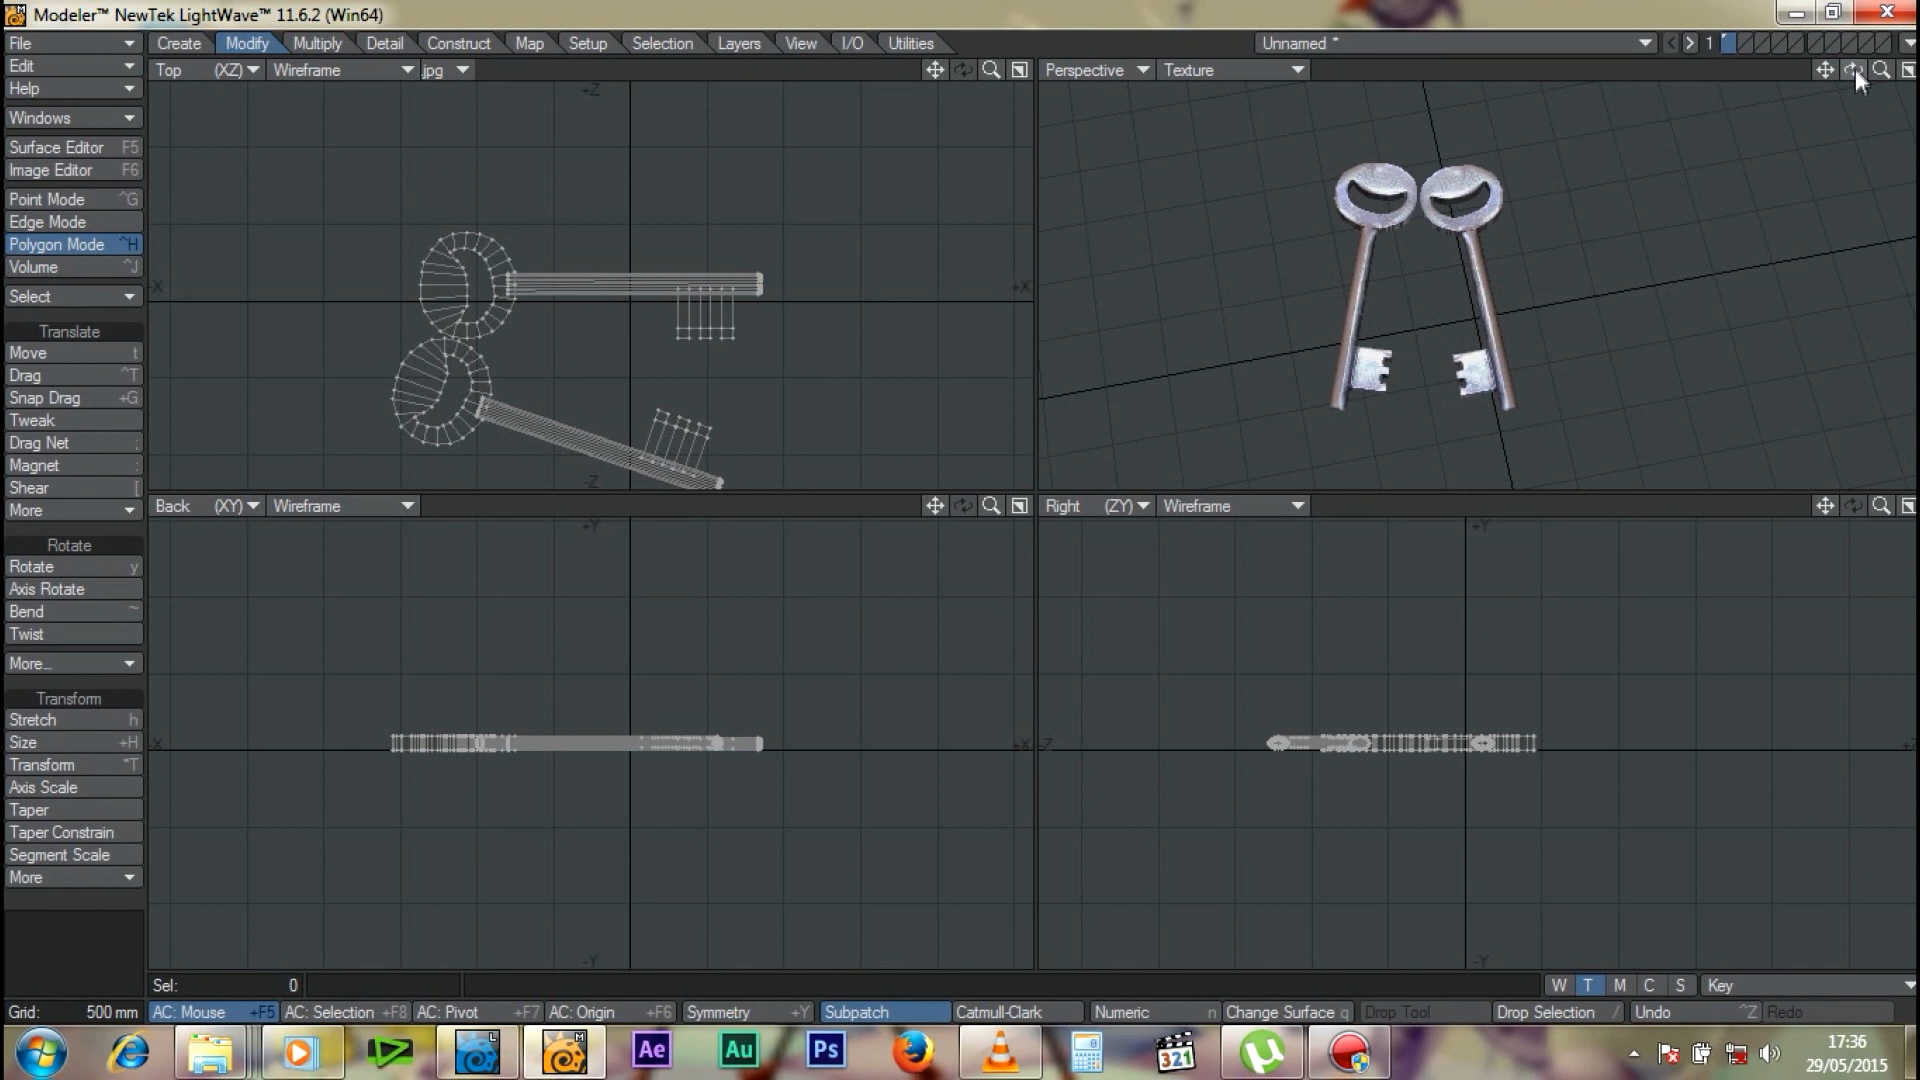 Modeler™ NewTek LightWave™ 11.6.2 (Win64)
File Create Modify Multiply Detail Construct Map Setup Selection Layers View I/O Utilities Unnamed * 1
Edit
Help
Windows
Surface Editor F5
Image Editor F6
Point Mode ^G
Edge Mode
Polygon Mode ^H
Volume ^J
Select
Translate
Move t
Drag ^T
Snap Drag +G
Tweak
Drag Net ;
Magnet :
Shear [
More
Rotate
Rotate y
Axis Rotate
Bend ~
Twist
More...
Transform
Stretch h
Size +H
Transform *T
Axis Scale
Taper
Taper Constrain
Segment Scale
More
Top (XZ) Wireframe jpg
+Z
-X +X
-Z
Perspective Texture
Back (XY) Wireframe
+Y
-X +X
-Y
Right (ZY) Wireframe
+Y
-Z +Z
-Y
Sel: 0 W T M C S Key
Grid: 500 mm AC: Mouse +F5 AC: Selection +F8 AC: Pivot +F7 AC: Origin +F6 Symmetry +Y Subpatch Catmull-Clark Numeric n Change Surface q Drop Tool Drop Selection / Undo ^Z Redo
L M Ae Au Ps 321 µ
17:36
29/05/2015